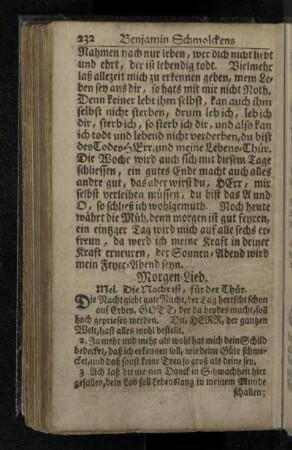 232 Benjamin Schmolckens
Nahmen nach nur leben, wer dich nicht liebt
und ehrt, der ist lebendig todt. Vielmehr
laß allezeit mich zu erkennen geben, mein Le-
ben sey aus dir, so hats mit mir nicht Noth.
Denn keiner lebt ihm selbst, kan auch ihm
selbst nicht sterben, drum leb ich, leb ich
dir, sterb ich, so sterb ich dir, und also kan
ich todt und lebend nicht verderben, du bist
des Todes HErr, und meine Lebens-Thür.
Die Woche wird auch sich mit diesem Tage
schliessen, ein gutes Ende macht auch alles
andre gut, das aber wirst du, HErr, mir
selbst verleihen müssen, du bist das A und
O, so schließ ich wohlgemuth. Noch heute
währt die Müh, denn morgen ist gut feyren,
ein eintzger Tag wird mich auf alle sechs er-
freun, da werd ich meine Kraft in deiner
Kraft erneuren, der Sonnen-Abend wird
mein Feyer-Abend seyn.
Morgen-Lied.
Mel. Die Nacht ist, für der Thür.
Die Nacht giebt gute Nacht, der Tag herrscht schon
auf Erden, GOTT, der da beydes macht, soll
hoch gepriesen werden. Du, HERR, der gantzen
Welt, hast alles wohl bestellt.
2. Ja mehr und mehr als wohl hat mich dein Schild
bedecket, daß ich erkennen soll, wie deine Güte schme-
cket, und daß sonst keine Treu so groß als deine sey.
3. Ach laß dir meinen Danck in Schwachheit hier
gefallen, dein Lob soll Lebenslang in meinem Munde
schallen;